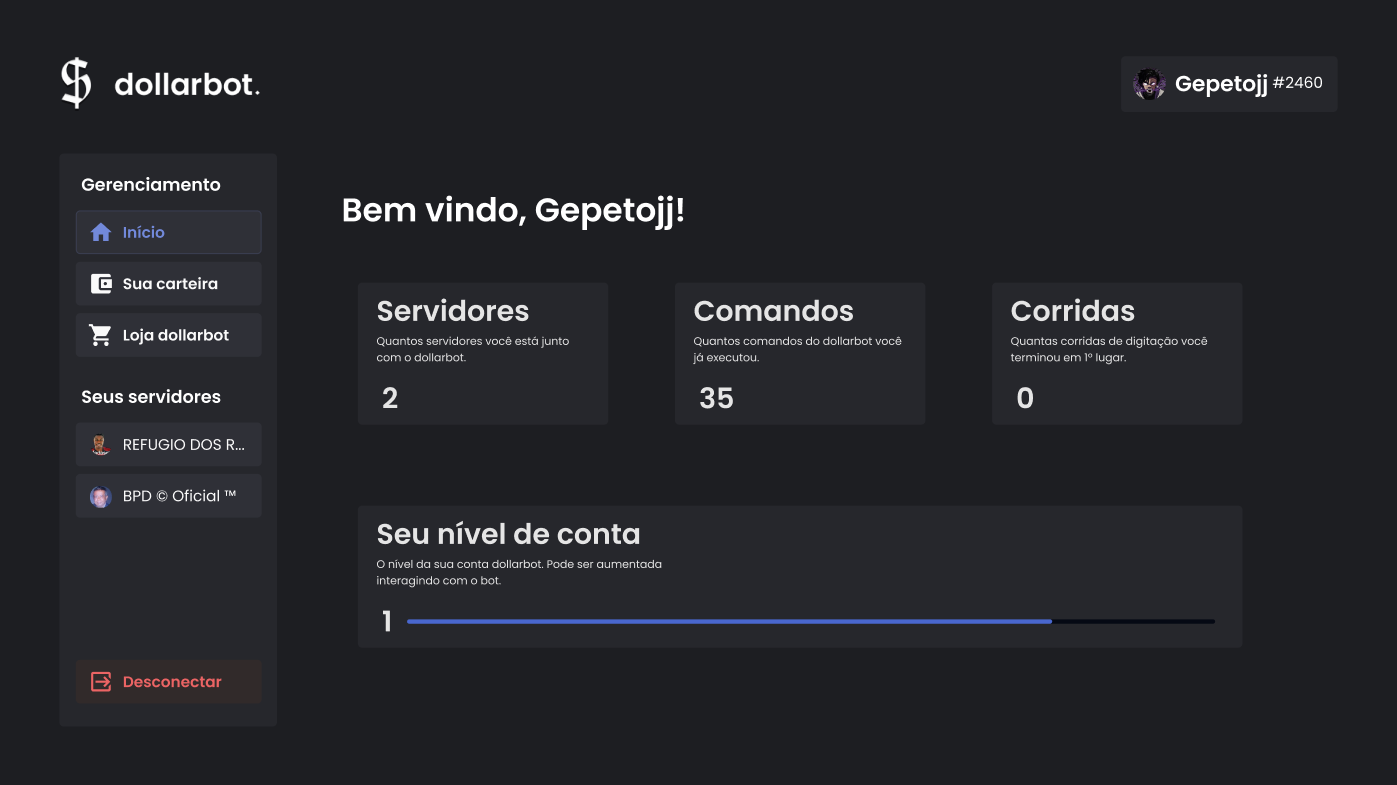 $ dollarbot.
Gepetojj #2460
Gerenciamento
Início
Sua carteira
Loja dollarbot
Seus servidores
REFUGIO DOS R...
BPD © Oficial ™
Desconectar
Bem vindo, Gepetojj!
Servidores
Quantos servidores você está junto
com o dollarbot.
2
Comandos
Quantos comandos do dollarbot você
já executou.
35
Corridas
Quantas corridas de digitação você
terminou em 1º lugar.
0
Seu nível de conta
O nível da sua conta dollarbot. Pode ser aumentada
interagindo com o bot.
1